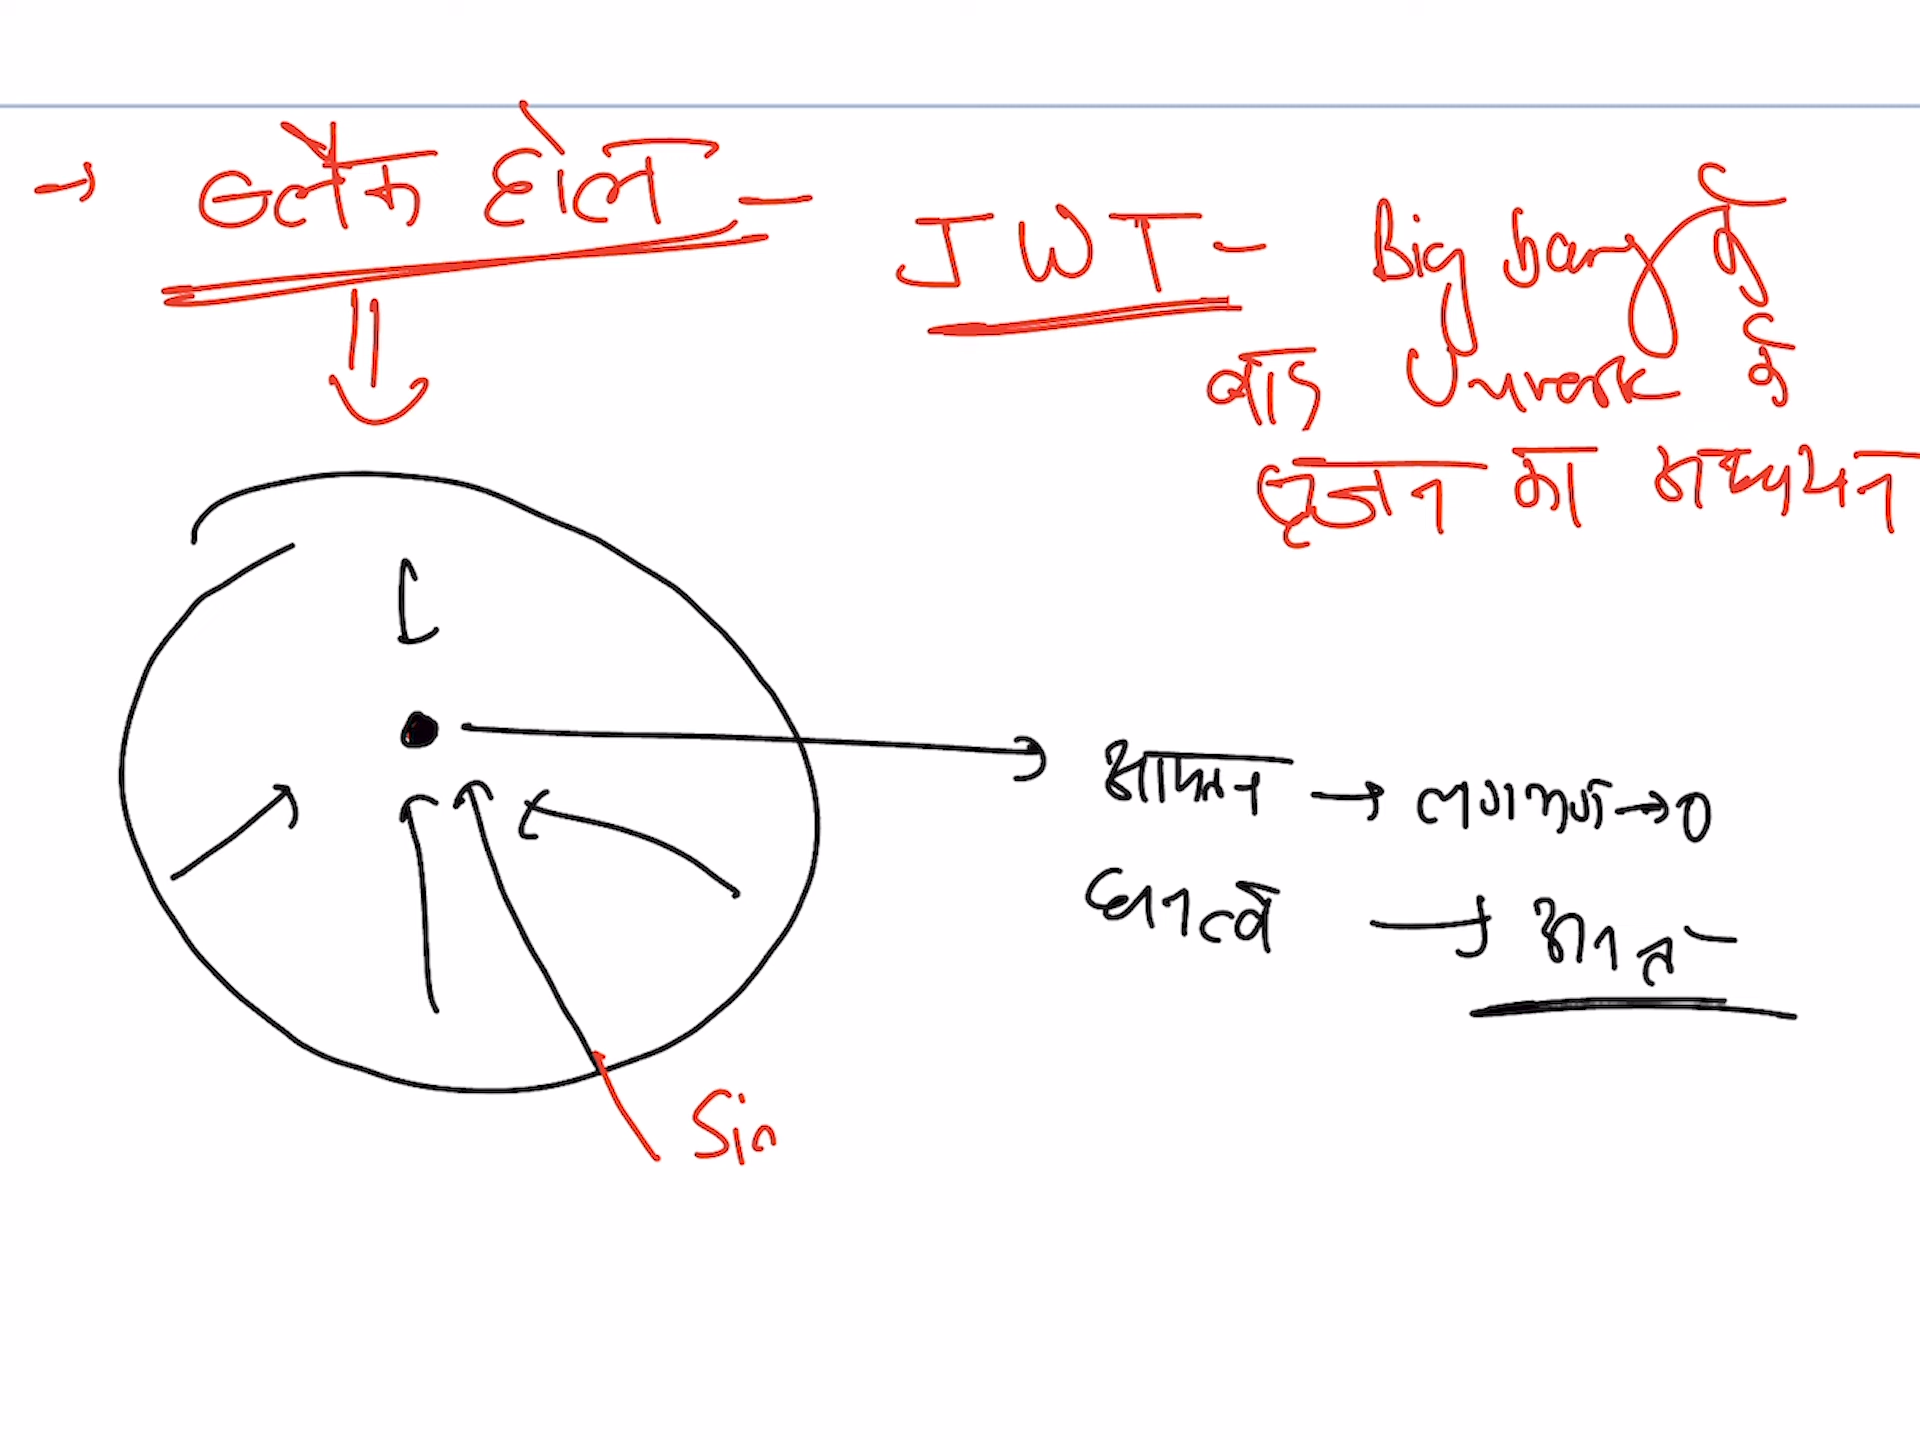 → ब्लैक होल –
JWT – Big bang के
बाद Universe के
सृजन का अध्ययन
आयतन → लगभग → 0
घनत्व → अनंत
Sin